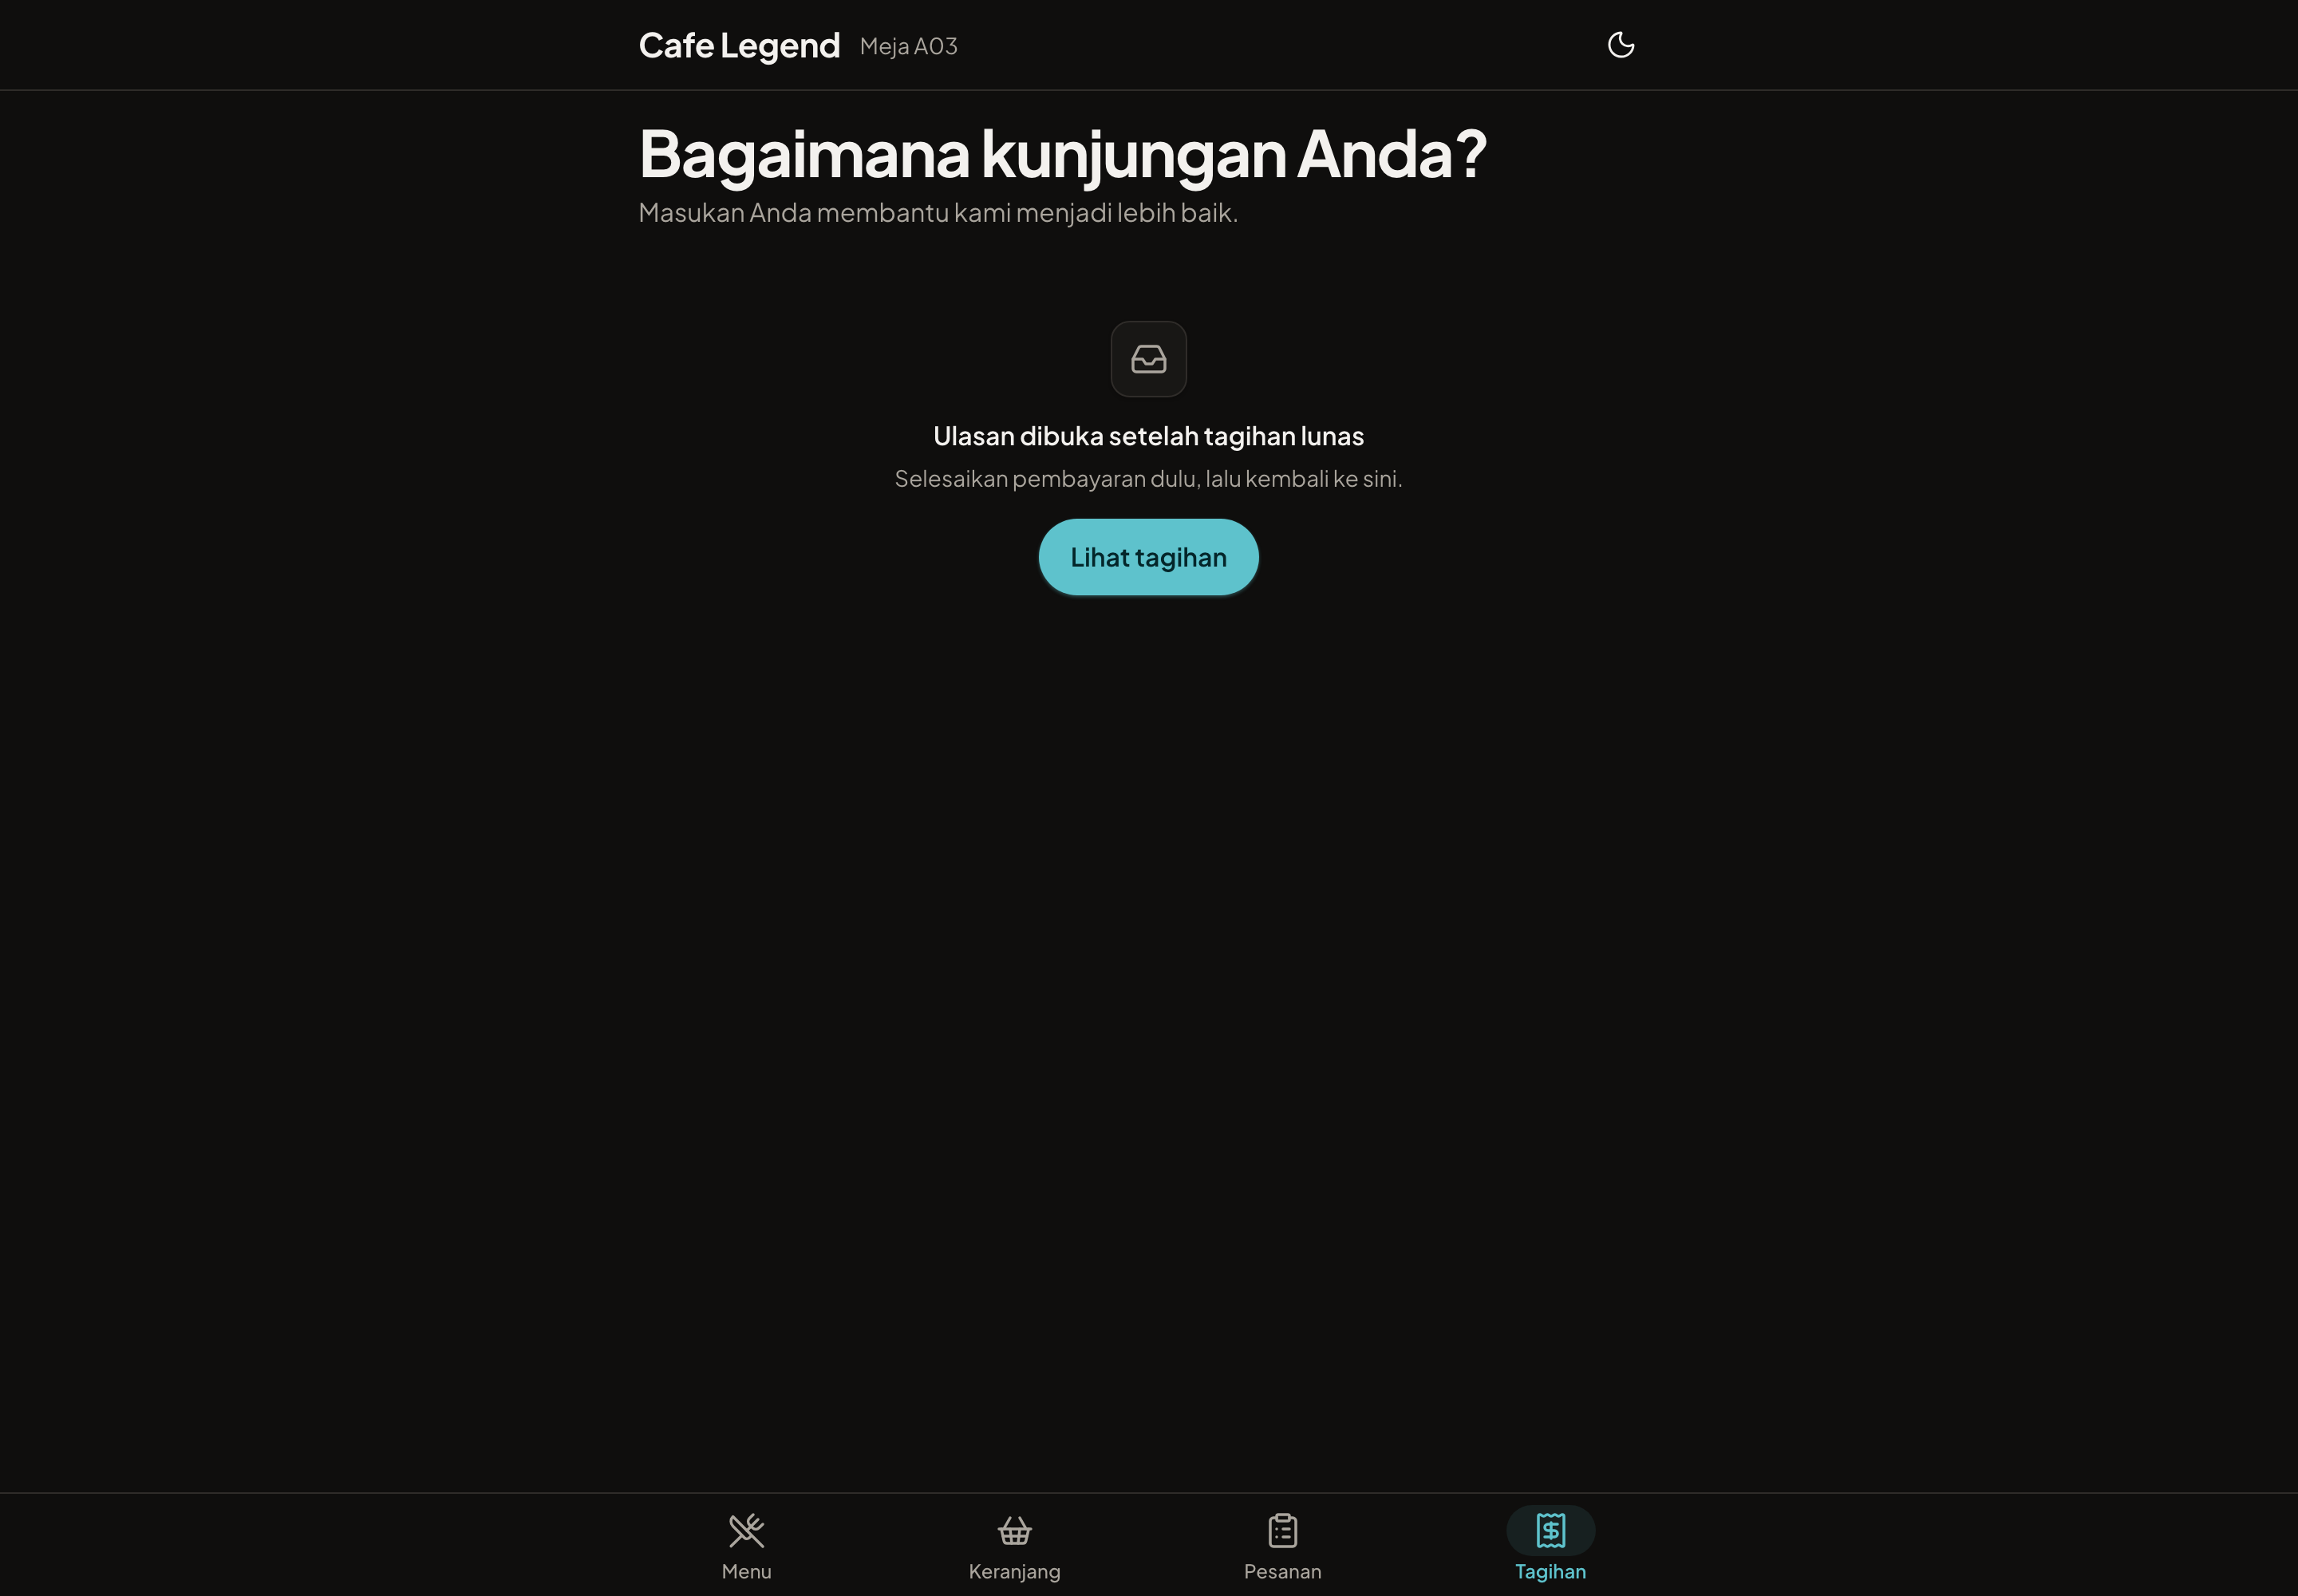 Cafe Legend Meja A03
Bagaimana kunjungan Anda?
Masukan Anda membantu kami menjadi lebih baik.
Ulasan dibuka setelah tagihan lunas
Selesaikan pembayaran dulu, lalu kembali ke sini.
Lihat tagihan
Menu Keranjang Pesanan Tagihan